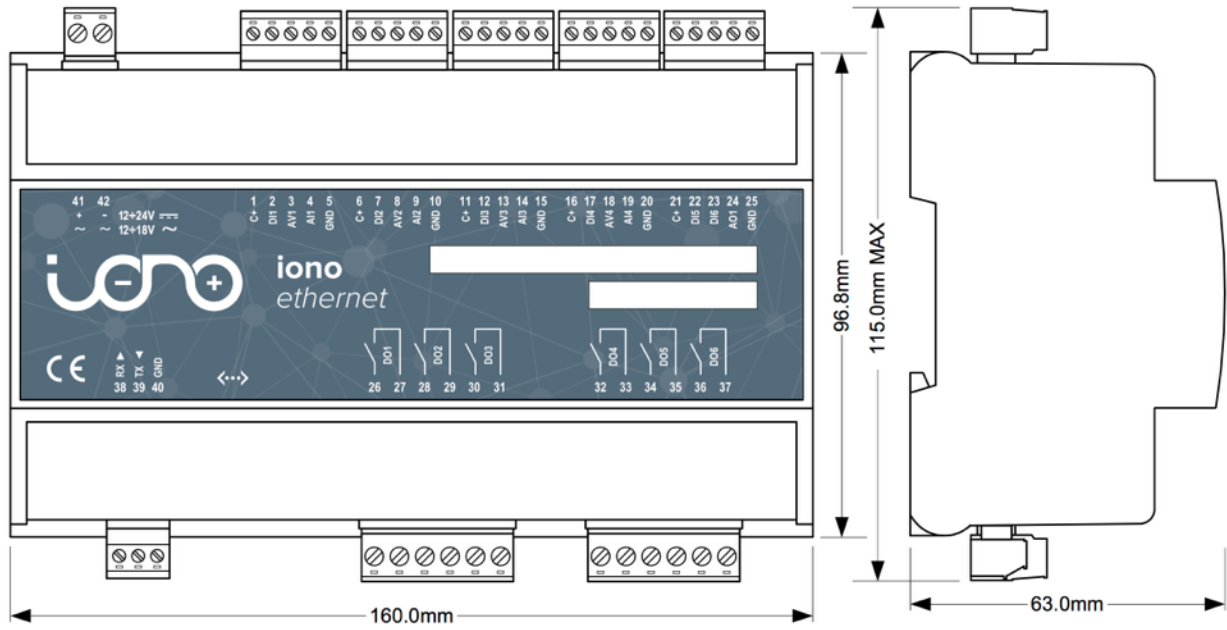 41 42
+ - 12÷24V
~ ~ 12÷18V ~
1 2 3 4 5 6 7 8 9 10 11 12 13 14 15 16 17 18 19 20 21 22 23 24 25
C+ DI1 AV1 AI1 GND C+ DI2 AV2 AI2 GND C+ DI3 AV3 AI3 GND C+ DI4 AV4 AI4 GND C+ DI5 DI6 AO1 GND
iono
iono
ethernet
DO1 DO2 DO3 DO4 DO5 DO6
26 27 28 29 30 31 32 33 34 35 36 37
CE
RX TX GND
38 39 40
<···>
96.8mm
115.0mm MAX
160.0mm
63.0mm